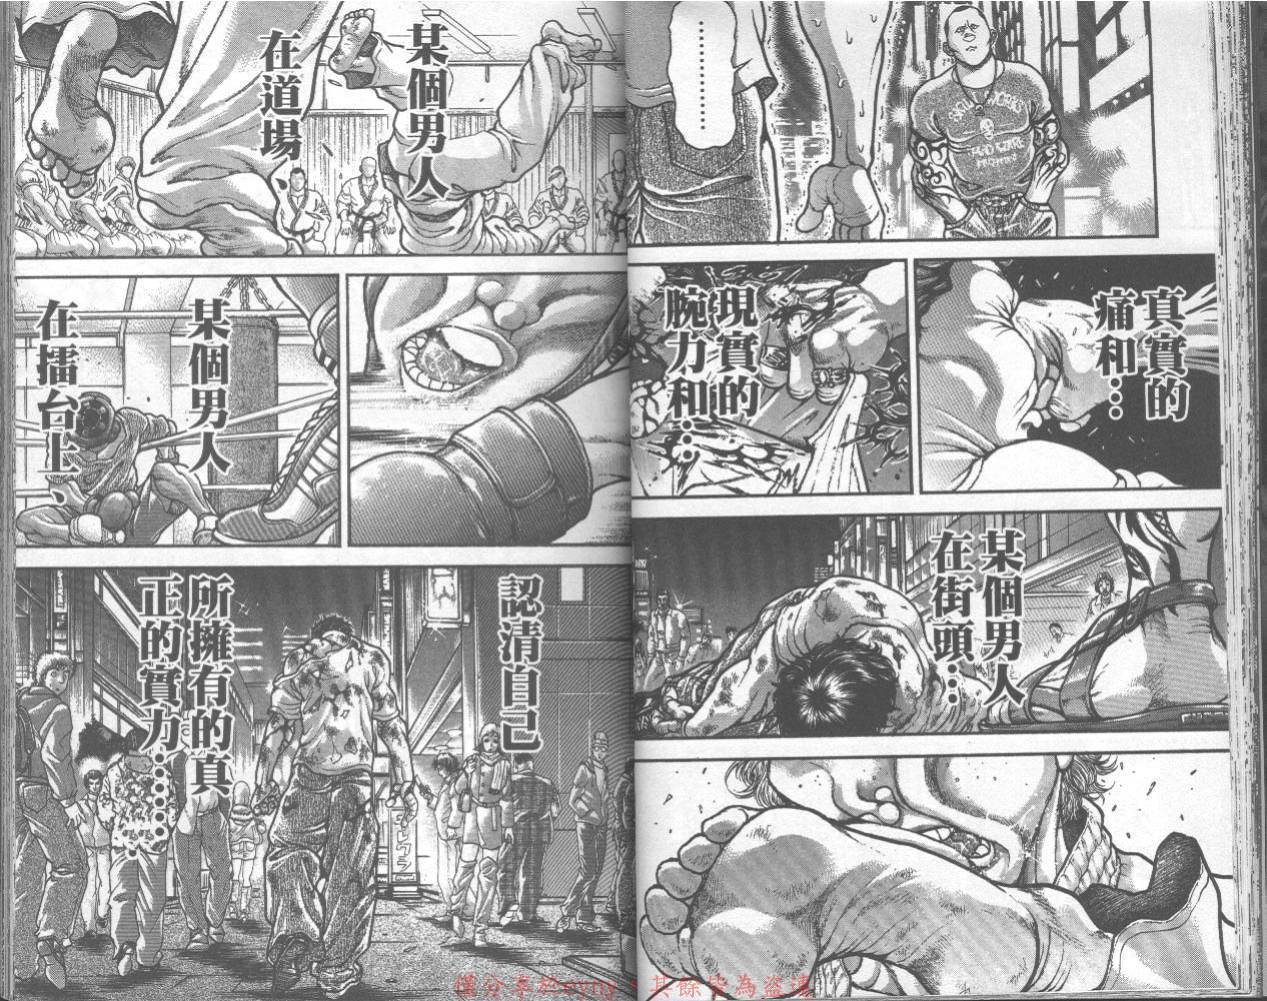 ………
SKULL WORKS
真實的
痛和…
現實的
腕力和…
某個男人
在街頭…
某個男人
在道場、
某個男人
在擂台上、
認清自己
所擁有的真
正的實力………
僅分享於eyny、其餘皆為盜連